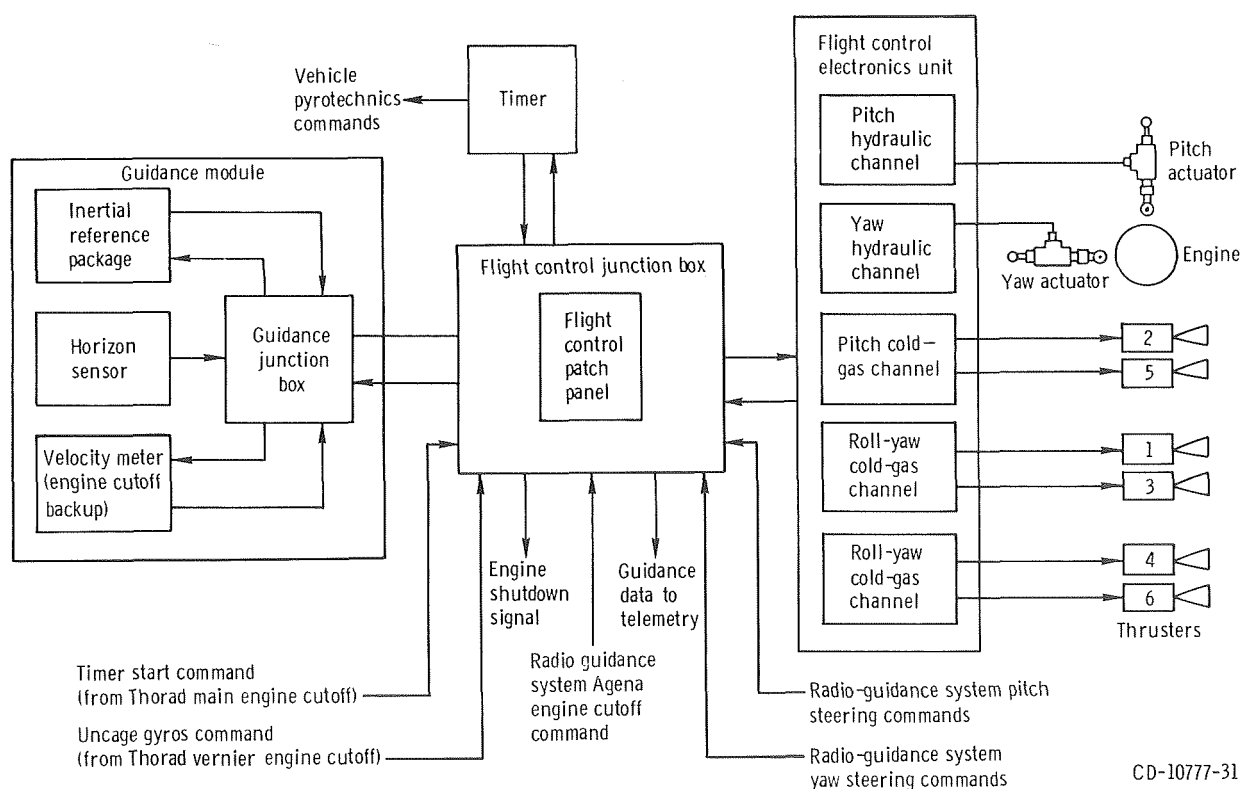 Vehicle
pyrotechnics
commands
Timer
Flight control
electronics unit
Pitch
hydraulic
channel
Pitch
actuator
Yaw
hydraulic
channel
Yaw actuator
Engine
Pitch cold-
gas channel
2
5
Roll-yaw
cold-gas
channel
1
3
Roll-yaw
cold-gas
channel
4
6
Thrusters
Guidance module
Inertial
reference
package
Horizon
sensor
Velocity meter
(engine cutoff
backup)
Guidance
junction
box
Flight control junction box
Flight
control
patch
panel
Engine
shutdown
signal
Guidance
data to
telemetry
Timer start command
(from Thorad main engine cutoff)
Uncage gyros command
(from Thorad vernier engine cutoff)
Radio guidance
system Agena
engine cutoff
command
Radio-guidance system pitch
steering commands
Radio-guidance system
yaw steering commands
CD-10777-31